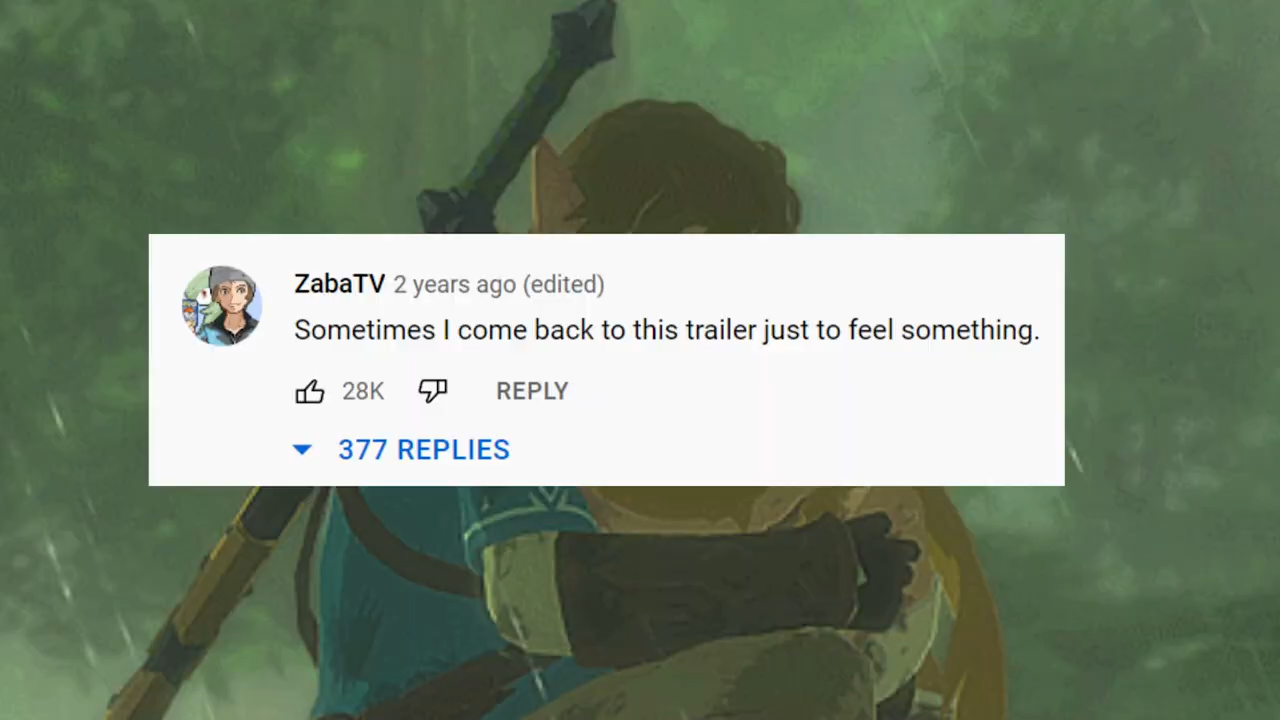 ZabaTV 2 years ago (edited)
Sometimes I come back to this trailer just to feel something.
28K REPLY
377 REPLIES